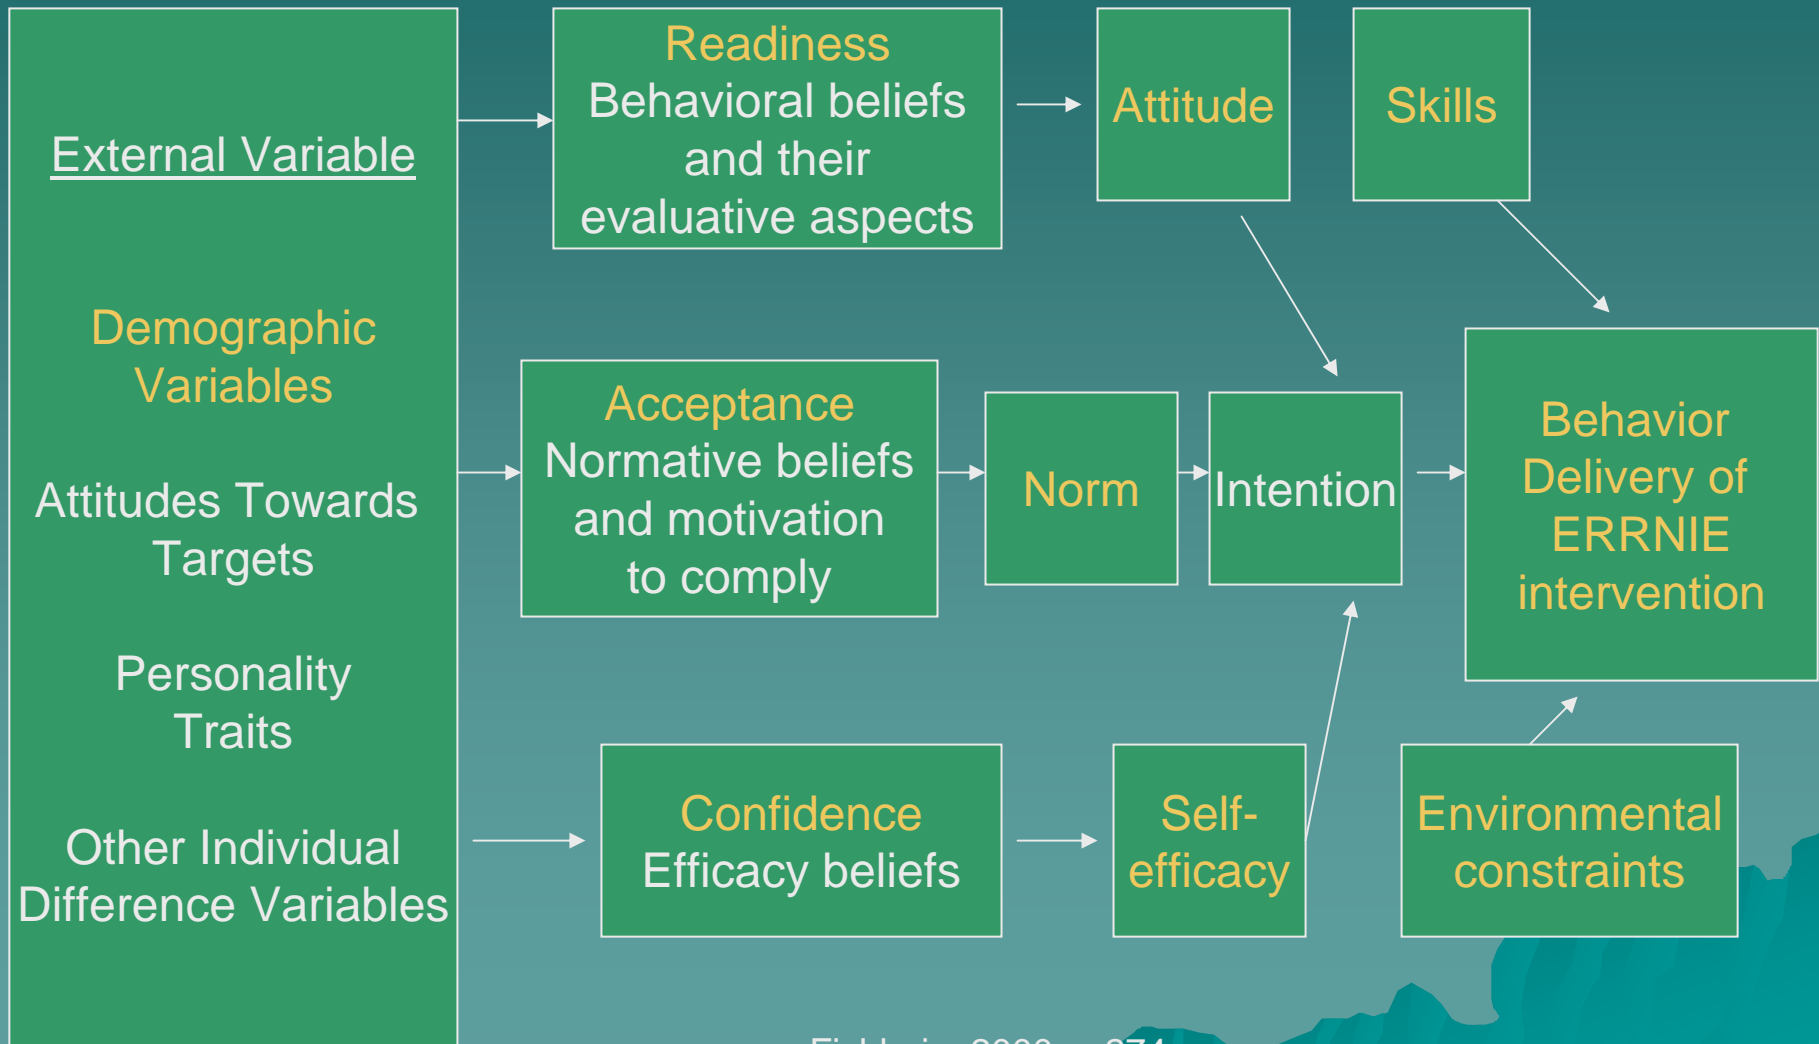 External Variable
Demographic
Variables
Attitudes Towards
Targets
Personality
Traits
Other Individual
Difference Variables
Readiness
Behavioral beliefs
and their
evaluative aspects
Attitude
Skills
Acceptance
Normative beliefs
and motivation
to comply
Norm
Intention
Behavior
Delivery of
ERRNIE
intervention
Confidence
Efficacy beliefs
Self-
efficacy
Environmental
constraints